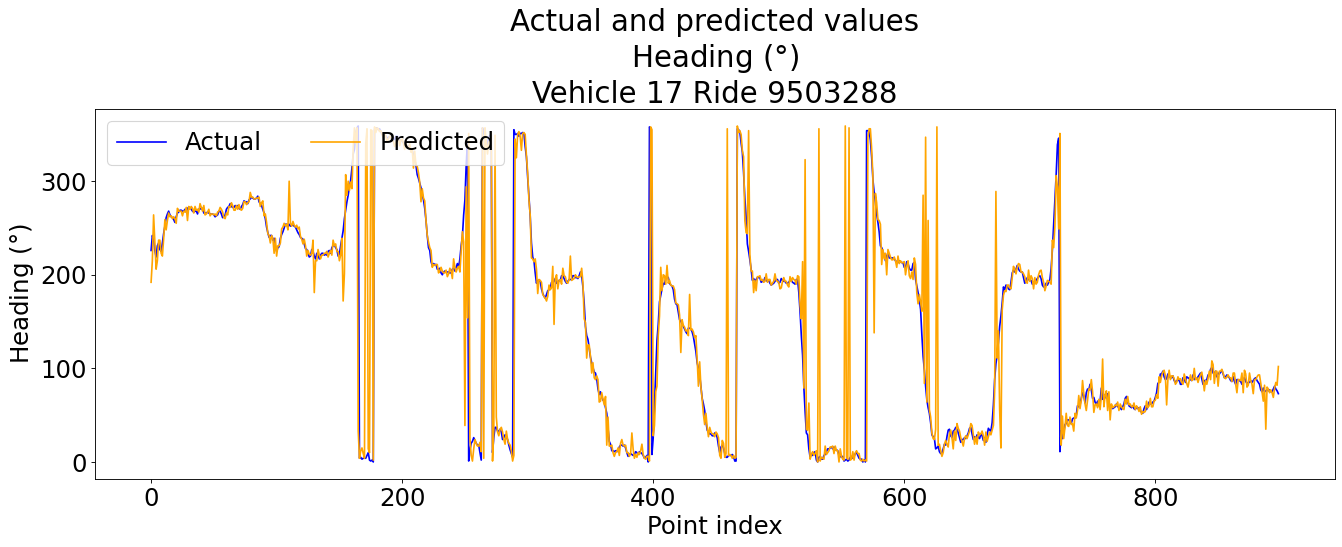 Actual and predicted values
Heading (°)
Vehicle 17 Ride 9503288
Actual Predicted
Heading (°)
300
200
100
0
0 200 400 600 800
Point index